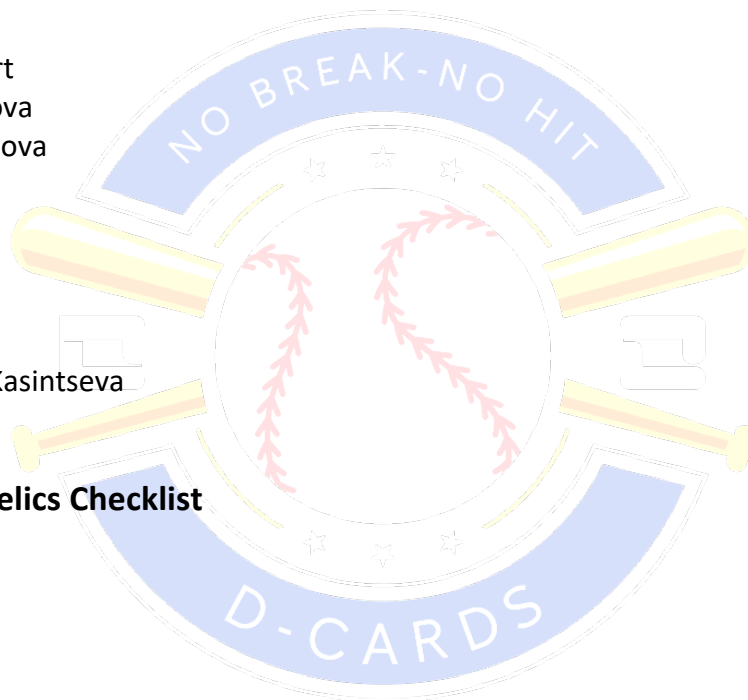 rt
ova
ova
NO BREAK-NO HIT
Kasintseva
elics Checklist
D-CARDS